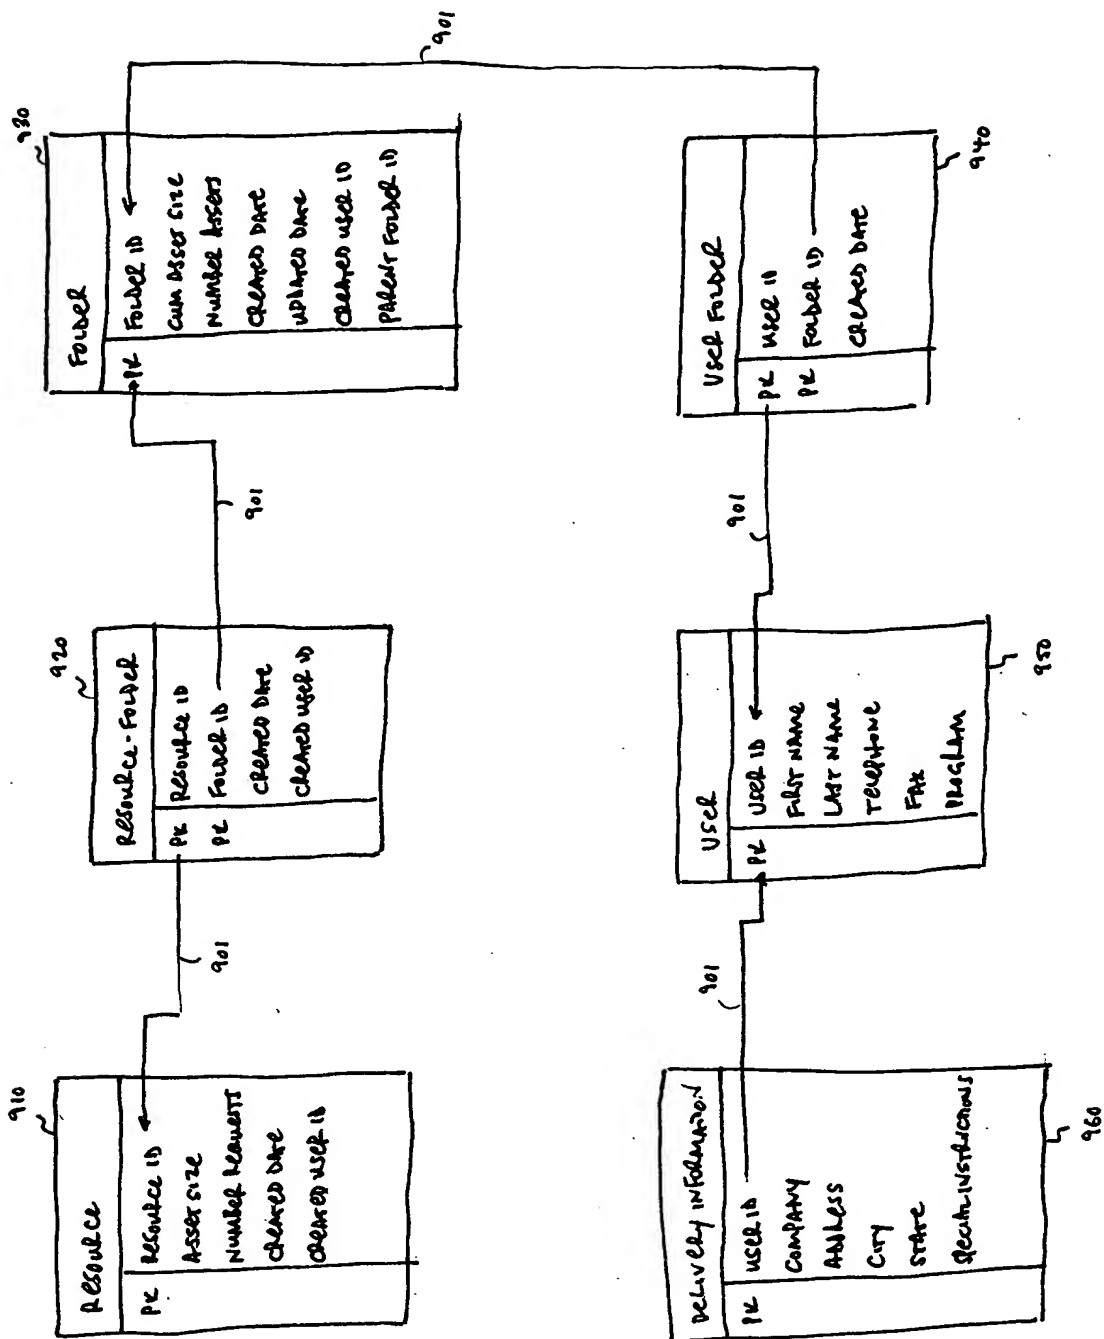 910
RESOURCE
PK RESOURCE ID
ASSET SIZE
NUMBER REQUESTS
CREATED DATE
CREATED USER ID
901
920
RESOURCE-FOLDER
PK RESOURCE ID
PK FOLDER ID
CREATED DATE
CREATED USER ID
901
930
FOLDER
PK FOLDER ID
CUM ASSET SIZE
NUMBER ASSETS
CREATED DATE
UPDATED DATE
CREATED USER ID
PARENT FOLDER ID
901
DELIVERY INFORMATION
PK USER ID
COMPANY
ADDRESS
CITY
STATE
SPECIAL INSTRUCTIONS
960
901
USER
PK USER ID
FIRST NAME
LAST NAME
TELEPHONE
FAX
PROGRAM
950
901
USER FOLDER
PK USER ID
PK FOLDER ID
CREATED DATE
940